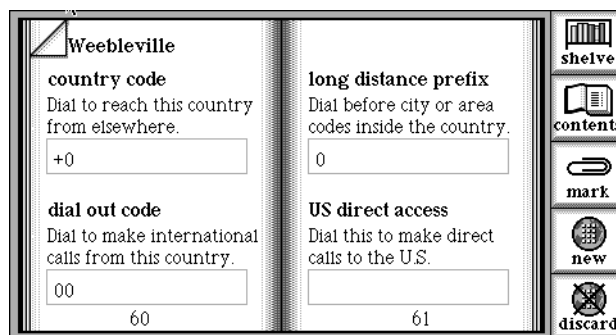 Weebleville
country code
Dial to reach this country
from elsewhere.
+0
dial out code
Dial to make international
calls from this country.
00
60
long distance prefix
Dial before city or area
codes inside the country.
0
US direct access
Dial this to make direct
calls to the U.S.
61
shelve
content
mark
new
discard